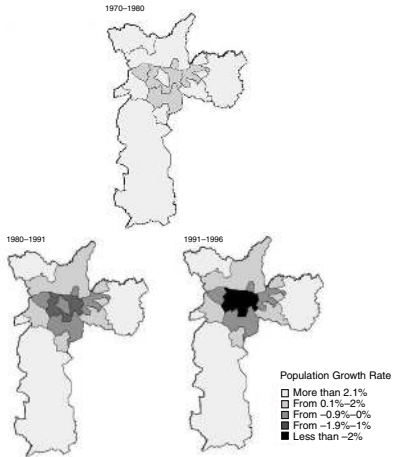 1970–1980
1980–1991
1991–1996
Population Growth Rate
More than 2.1%
From 0.1%–2%
From –0.9%–0%
From –1.9%–1%
Less than –2%